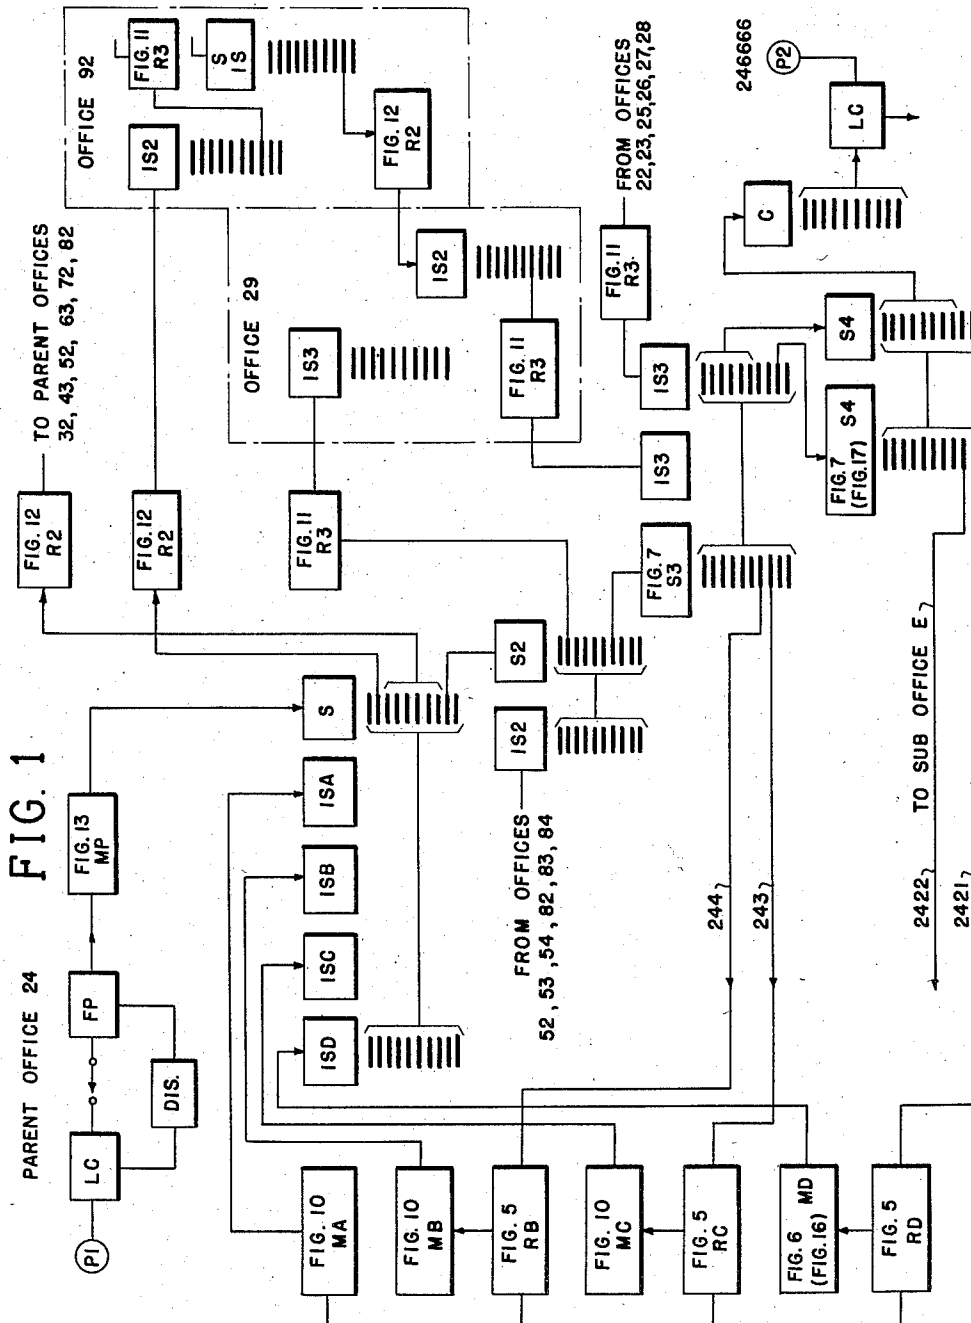 FIG. 1
PARENT OFFICE 24
P1
LC
DIS.
FP
FIG. 13
MP
FIG. 12
R2
TO PARENT OFFICES
32, 43, 52, 63, 72, 82
FIG. 12
R2
OFFICE 92
IS2
FIG. 11
R3
S
IS
FIG. 12
R2
OFFICE 29
IS3
IS2
FIG. 11
R3
FIG. 11
R3
S
ISA
ISB
ISC
ISD
S2
IS2
FROM OFFICES
52, 53, 54, 82, 83, 84
FIG. 7
S3
IS3
IS3
FIG. 11
R3
FROM OFFICES
22, 23, 25, 26, 27, 28
FIG. 7
(FIG. 17)
S4
S4
C
LC
P2
246666
FIG. 10
MA
FIG. 10
MB
FIG. 5
RB
FIG. 10
MC
FIG. 5
RC
FIG. 6
(FIG. 16)
MD
FIG. 5
RD
244
243
2422
TO SUB OFFICE E
2421